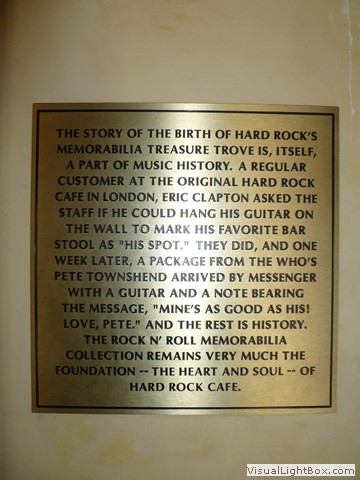 THE STORY OF THE BIRTH OF HARD ROCK'S
MEMORABILIA TREASURE TROVE IS, ITSELF,
A PART OF MUSIC HISTORY. A REGULAR
CUSTOMER AT THE ORIGINAL HARD ROCK
CAFE IN LONDON, ERIC CLAPTON ASKED THE
STAFF IF HE COULD HANG HIS GUITAR ON
THE WALL TO MARK HIS FAVORITE BAR
STOOL AS "HIS SPOT." THEY DID, AND ONE
WEEK LATER, A PACKAGE FROM THE WHO'S
PETE TOWNSHEND ARRIVED BY MESSENGER
WITH A GUITAR AND A NOTE BEARING
THE MESSAGE, "MINE'S AS GOOD AS HIS!
LOVE, PETE." AND THE REST IS HISTORY.
THE ROCK N' ROLL MEMORABILIA
COLLECTION REMAINS VERY MUCH THE
FOUNDATION -- THE HEART AND SOUL -- OF
HARD ROCK CAFE.
VisualLightBox.com